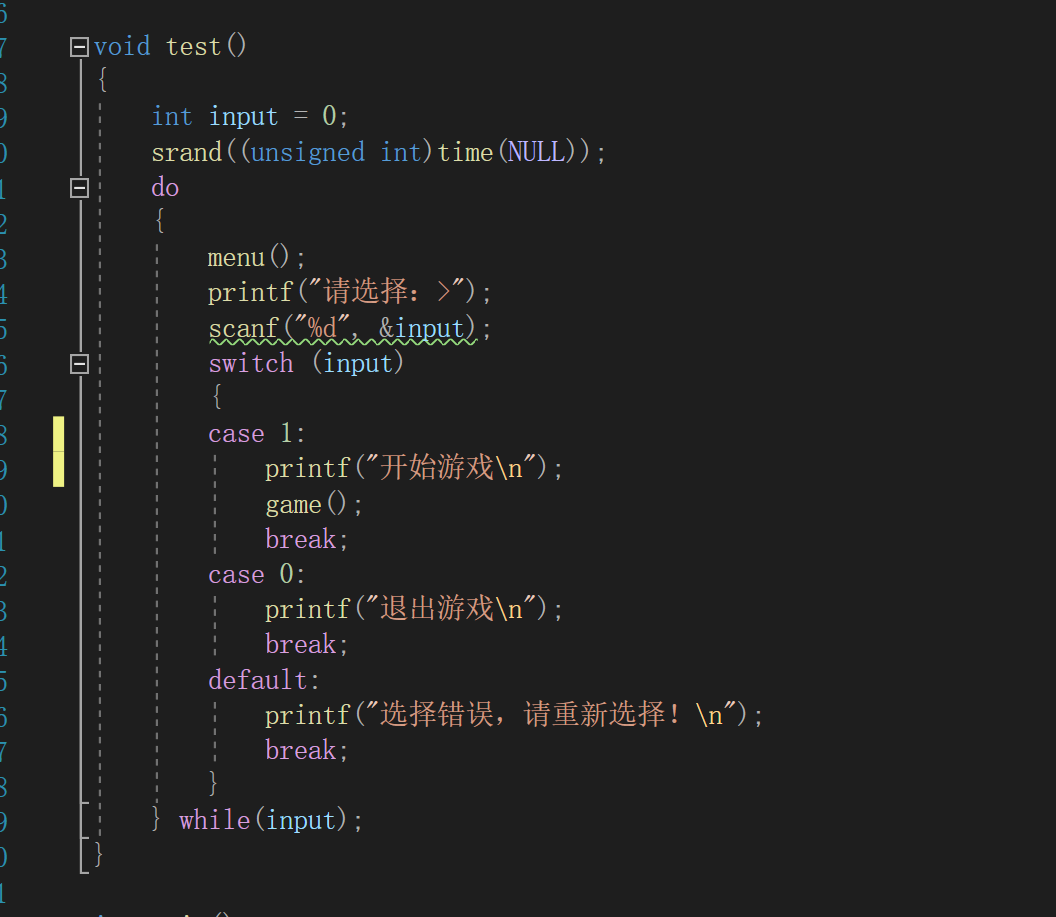 void test()
{
int input = 0;
srand((unsigned int)time(NULL));
do
{
menu();
printf("请选择：>");
scanf("%d", &input);
switch (input)
{
case 1:
printf("开始游戏\n");
game();
break;
case 0:
printf("退出游戏\n");
break;
default:
printf("选择错误，请重新选择！\n");
break;
}
} while(input);
}